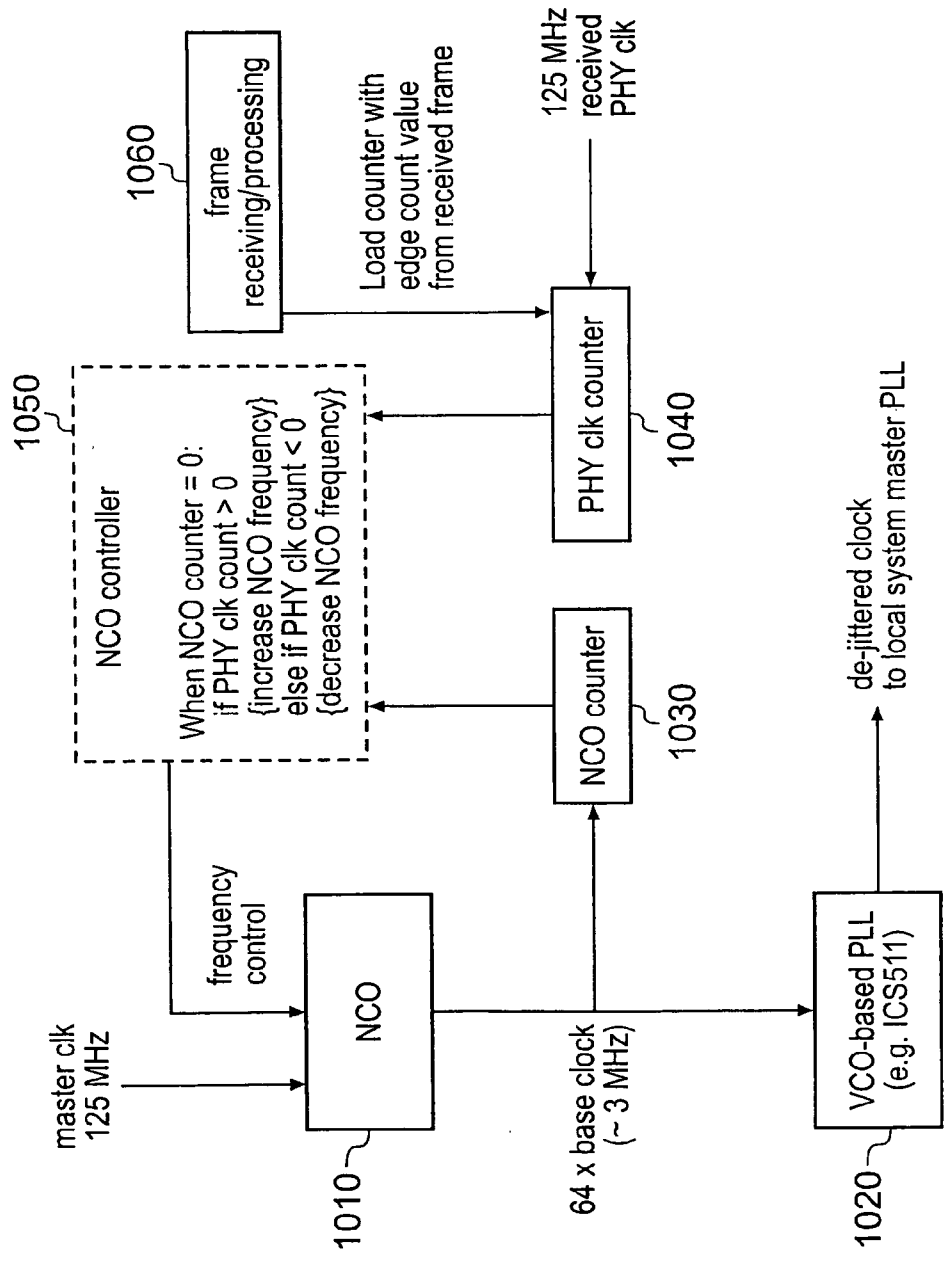 1060
frame
receiving/processing
Load counter with
edge count value
from received frame
125 MHz
received
PHY clk
1050
NCO controller
When NCO counter = 0:
if PHY clk count > 0
{increase NCO frequency}
else if PHY clk count < 0
{decrease NCO frequency}
PHY clk counter
1040
NCO counter
1030
frequency
control
master clk
125 MHz
NCO
1010
64 x base clock
(~ 3 MHz)
VCO-based PLL
(e.g. ICS511)
1020
de-jittered clock
to local system master PLL